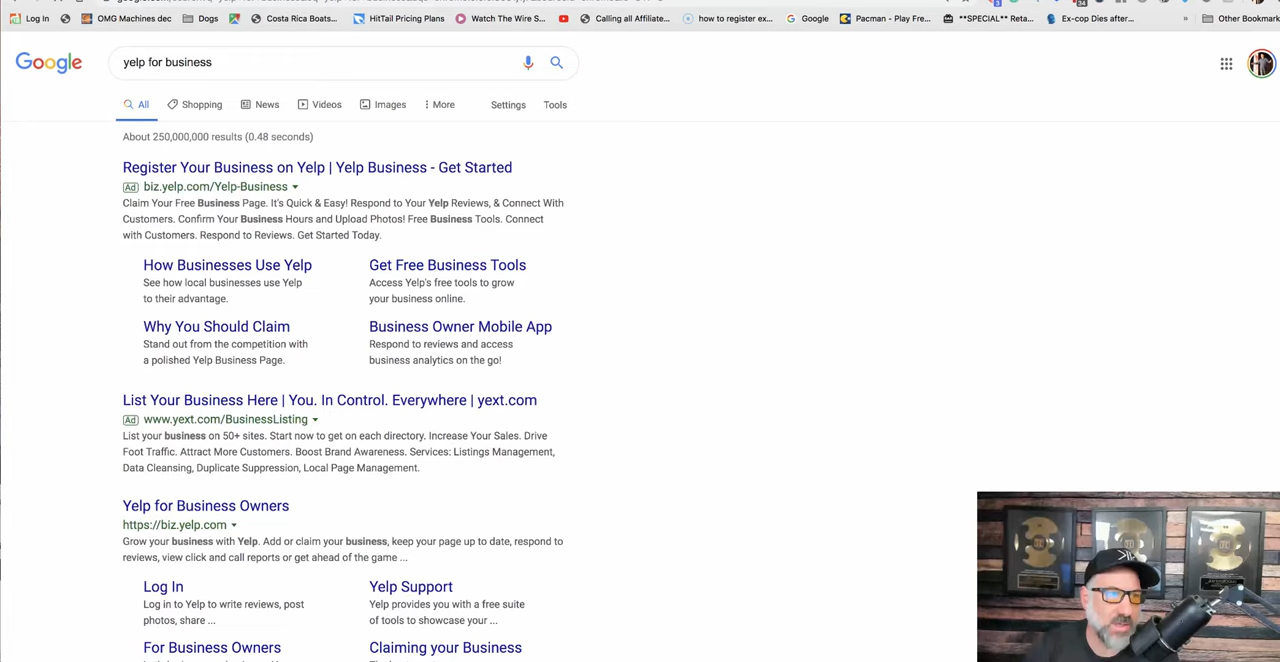 Log In OMG Machines dec Dogs Costa Rica Boats... HitTail Pricing Plans Watch The Wire S... Calling all Affiliate... how to register ex... Google Pacman - Play Fre... **SPECIAL** Reta... Ex-cop Dies after... » Other Bookmark
Google yelp for business
All Shopping News Videos Images More Settings Tools
About 250,000,000 results (0.48 seconds)
Register Your Business on Yelp | Yelp Business - Get Started
Ad biz.yelp.com/Yelp-Business
Claim Your Free Business Page. It's Quick & Easy! Respond to Your Yelp Reviews, & Connect With
Customers. Confirm Your Business Hours and Upload Photos! Free Business Tools. Connect
with Customers. Respond to Reviews. Get Started Today.
How Businesses Use Yelp
See how local businesses use Yelp
to their advantage.
Get Free Business Tools
Access Yelp's free tools to grow
your business online.
Why You Should Claim
Stand out from the competition with
a polished Yelp Business Page.
Business Owner Mobile App
Respond to reviews and access
business analytics on the go!
List Your Business Here | You. In Control. Everywhere | yext.com
Ad www.yext.com/BusinessListing
List your business on 50+ sites. Start now to get on each directory. Increase Your Sales. Drive
Foot Traffic. Attract More Customers. Boost Brand Awareness. Services: Listings Management,
Data Cleansing, Duplicate Suppression, Local Page Management.
Yelp for Business Owners
https://biz.yelp.com
Grow your business with Yelp. Add or claim your business, keep your page up to date, respond to
reviews, view click and call reports or get ahead of the game ...
Log In
Log in to Yelp to write reviews, post
photos, share ...
Yelp Support
Yelp provides you with a free suite
of tools to showcase your ...
For Business Owners
Claiming your Business